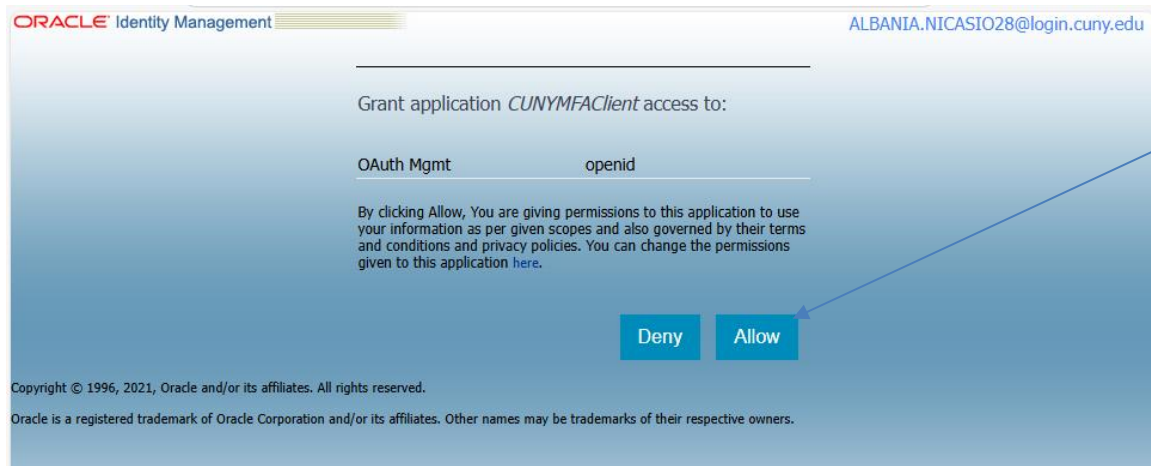 ORACLE Identity Management
ALBANIA.NICASIO28@login.cuny.edu
Grant application CUNYMFAClient access to:
OAuth Mgmt openid
By clicking Allow, You are giving permissions to this application to use
your information as per given scopes and also governed by their terms
and conditions and privacy policies. You can change the permissions
given to this application here.
Deny Allow
Copyright © 1996, 2021, Oracle and/or its affiliates. All rights reserved.
Oracle is a registered trademark of Oracle Corporation and/or its affiliates. Other names may be trademarks of their respective owners.